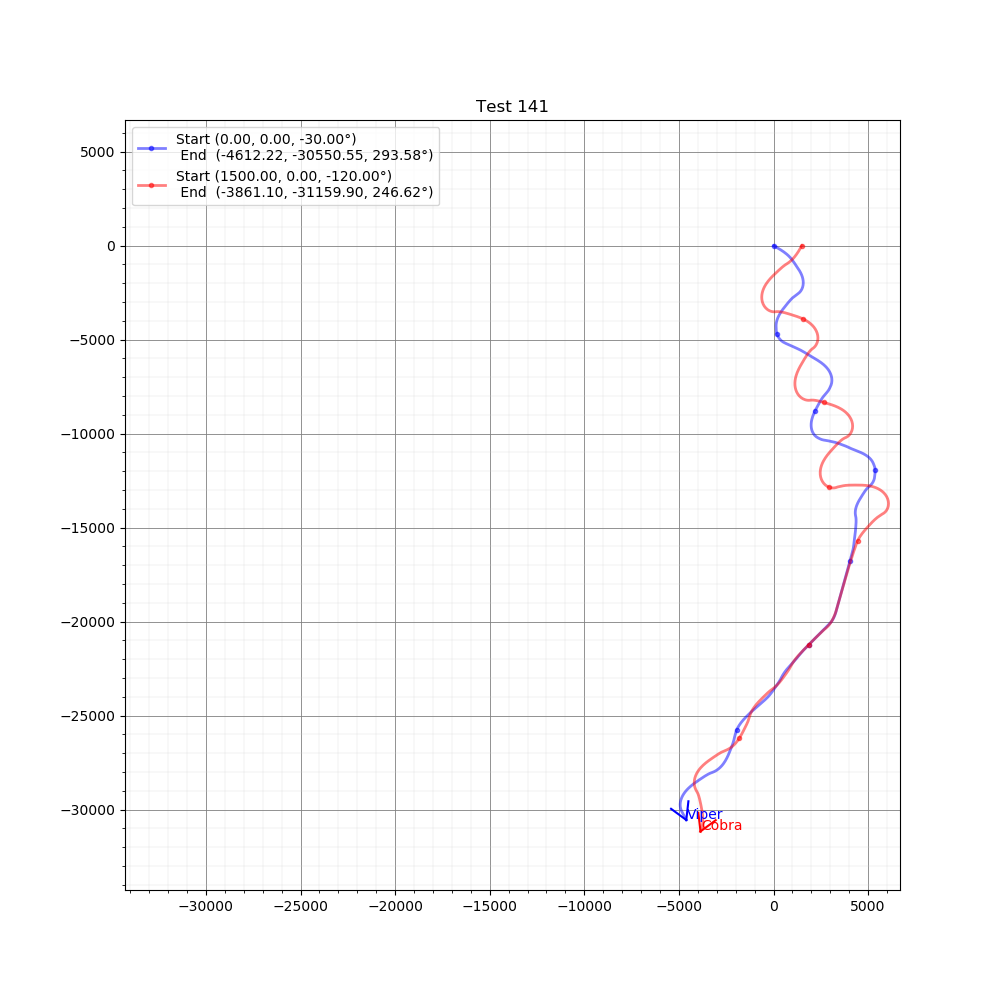 Test 141
Start (0.00, 0.00, -30.00°)
End (-4612.22, -30550.55, 293.58°)
Start (1500.00, 0.00, -120.00°)
End (-3861.10, -31159.90, 246.62°)
5000
0
−5000
−10000
−15000
−20000
−25000
−30000
Viper
Cobra
−30000 −25000 −20000 −15000 −10000 −5000 0 5000